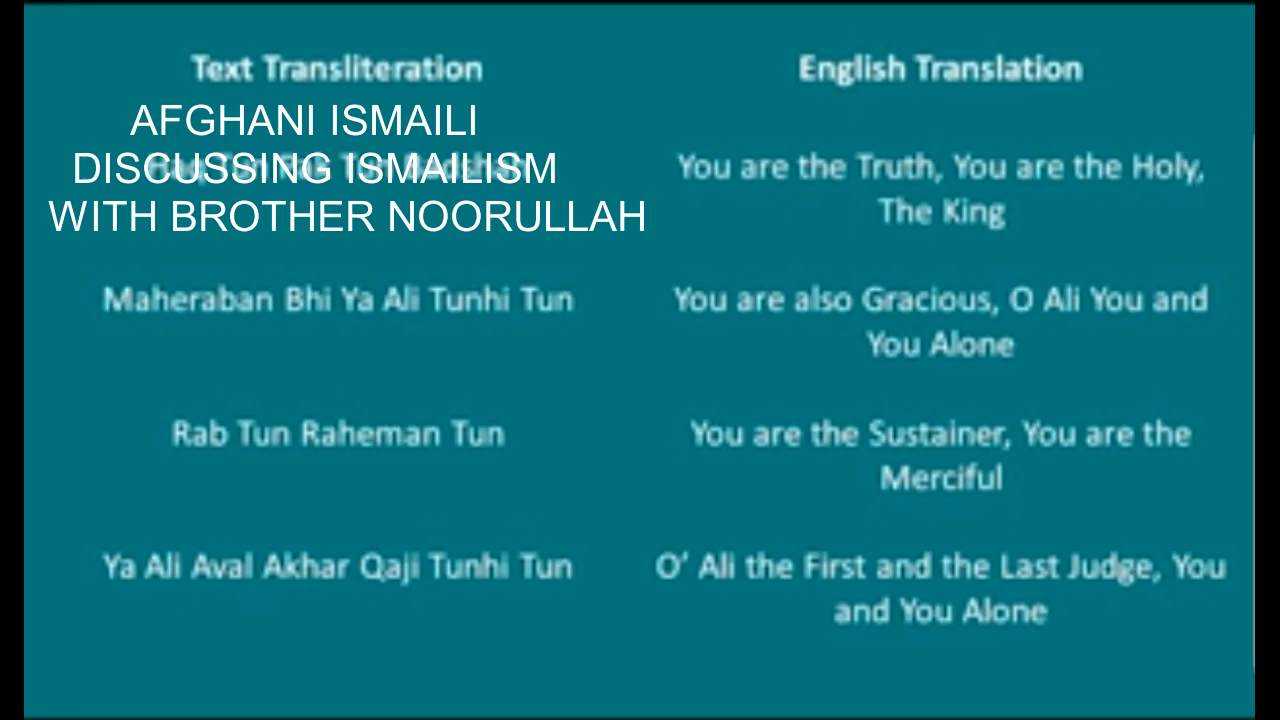 Text Transliteration
English Translation
AFGHANI ISMAILI
DISCUSSING ISMAILISM
WITH BROTHER NOORULLAH
You are the Truth, You are the Holy,
The King
Maheraban Bhi Ya Ali Tunhi Tun
You are also Gracious, O Ali You and
You Alone
Rab Tun Raheman Tun
You are the Sustainer, You are the
Merciful
Ya Ali Aval Akhar Qaji Tunhi Tun
O' Ali the First and the Last Judge, You
and You Alone